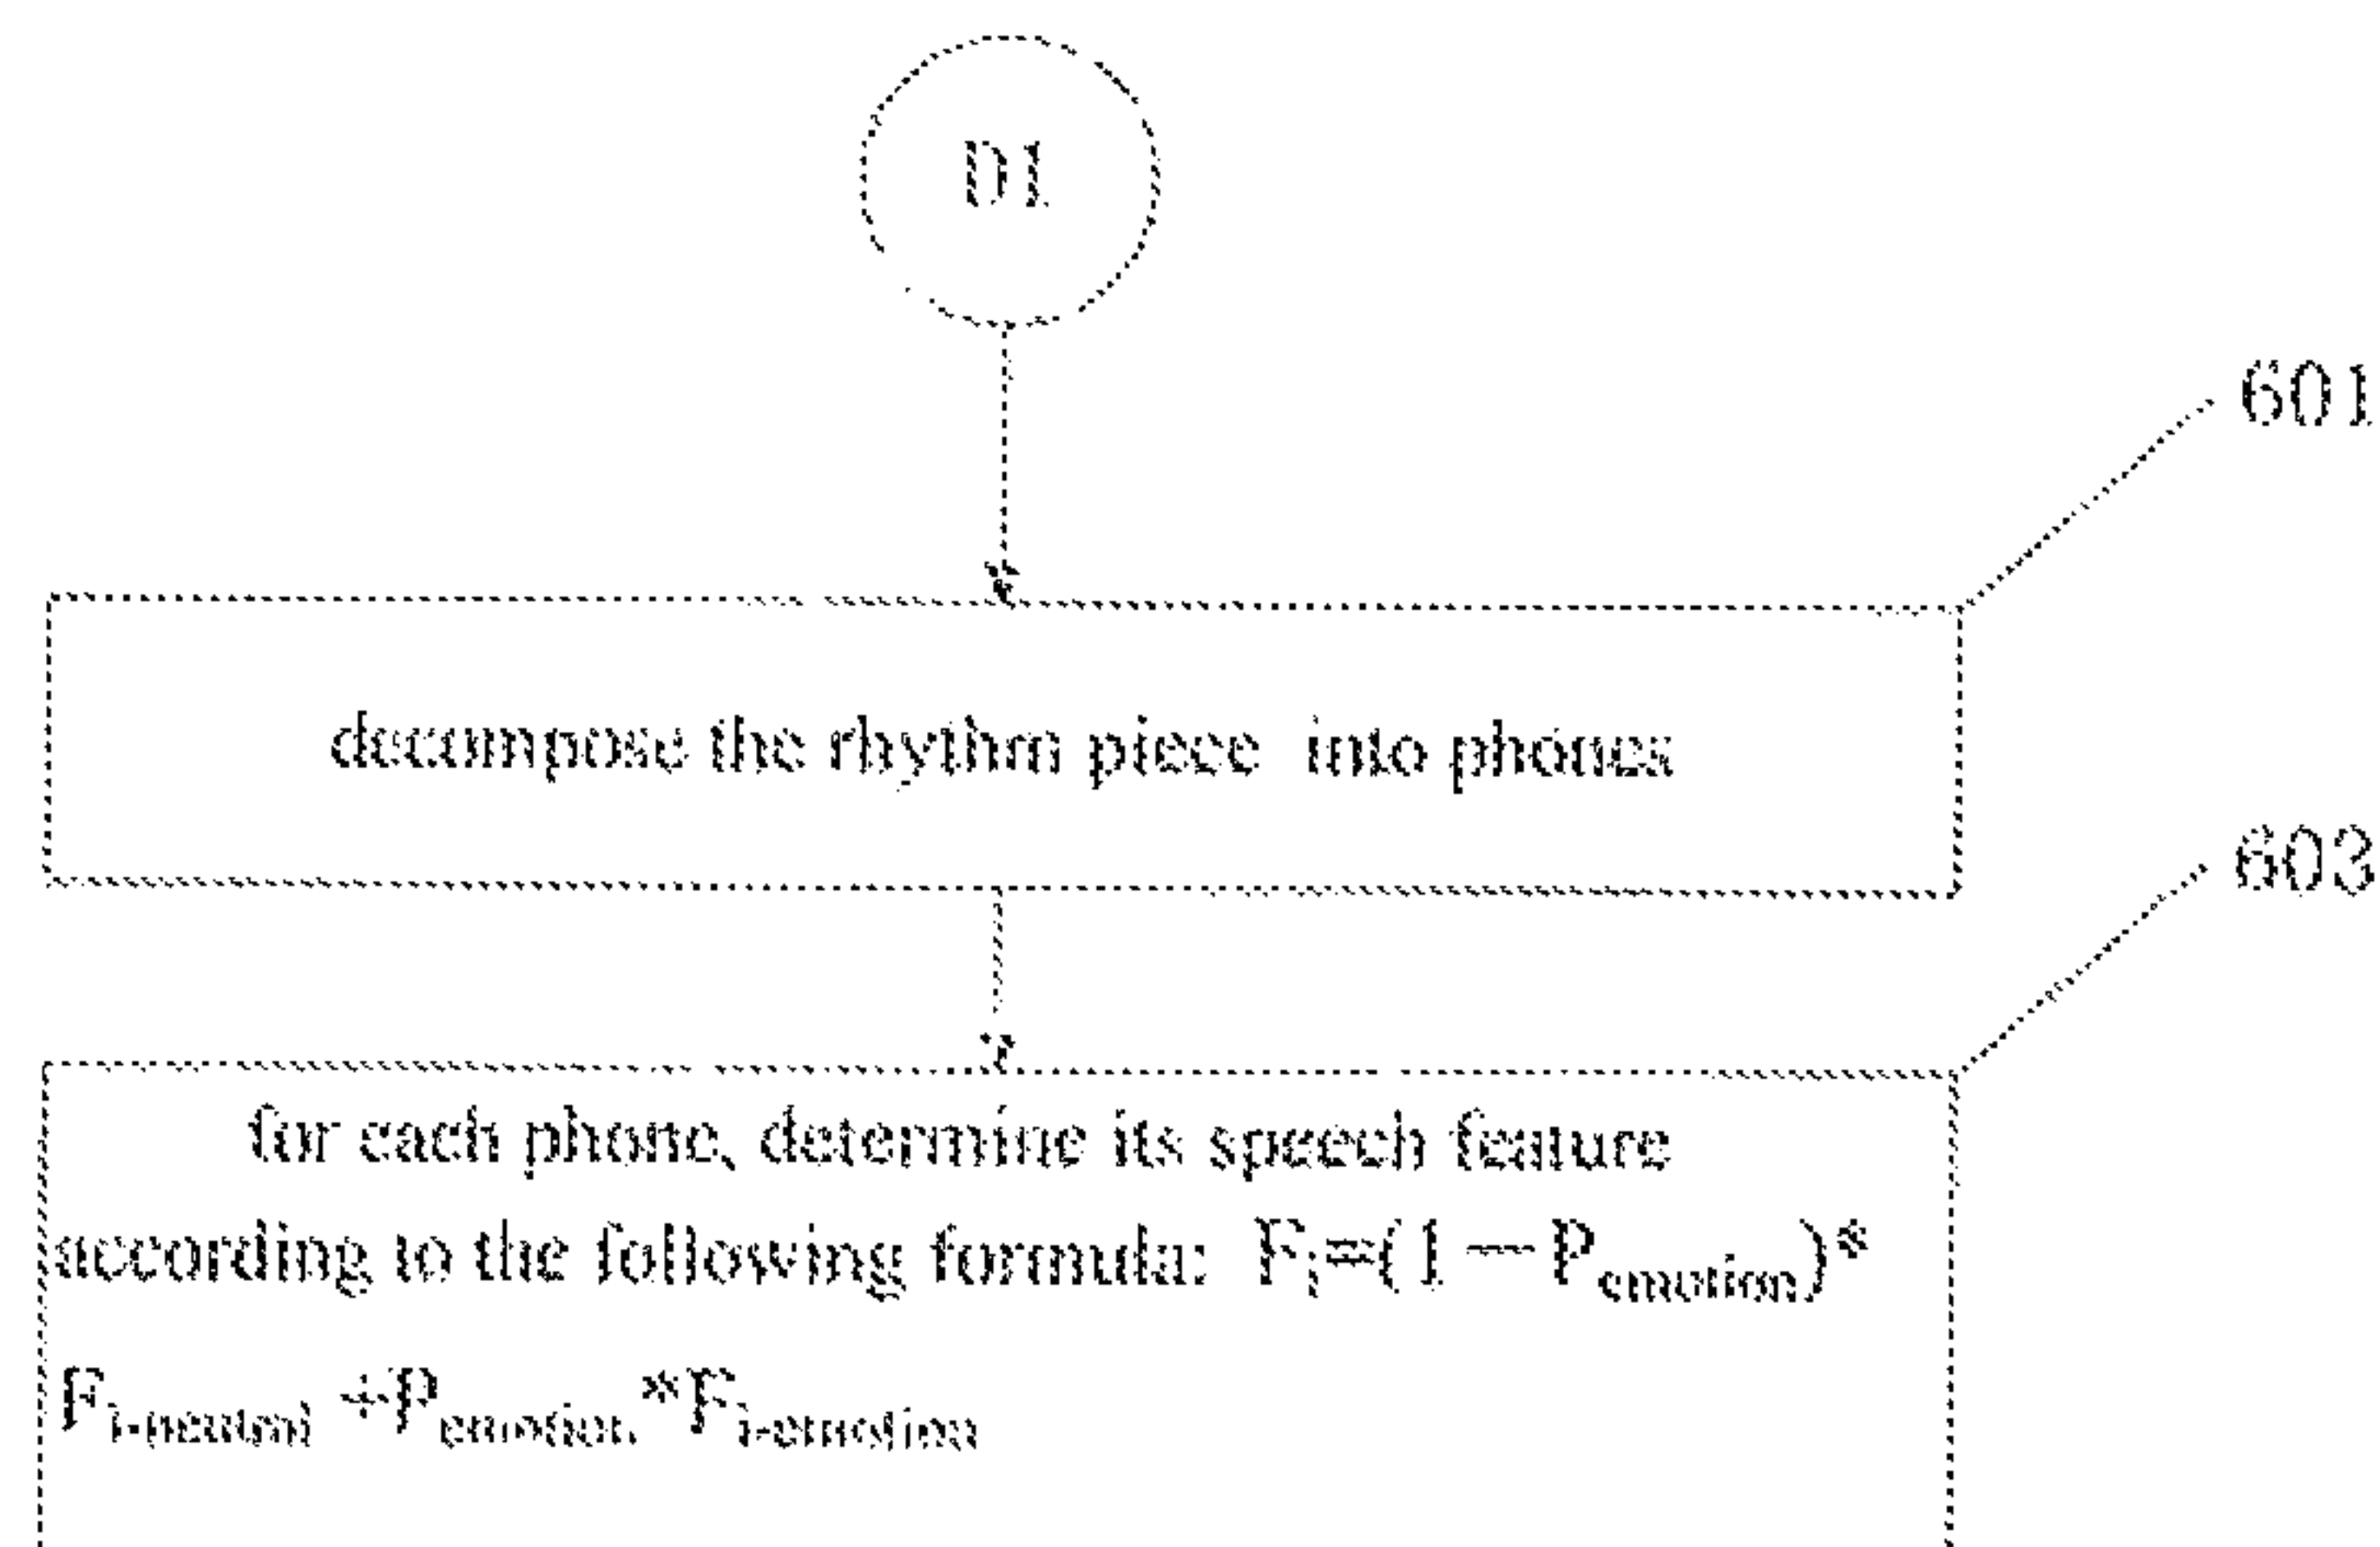 D1
601
decompose the rhythm piece into phones
603
for each phone, determine its speech feature
according to the following formula: Fi=(1—Pemotion)*
Fi-neutral +Pemotion *Fi-emotion